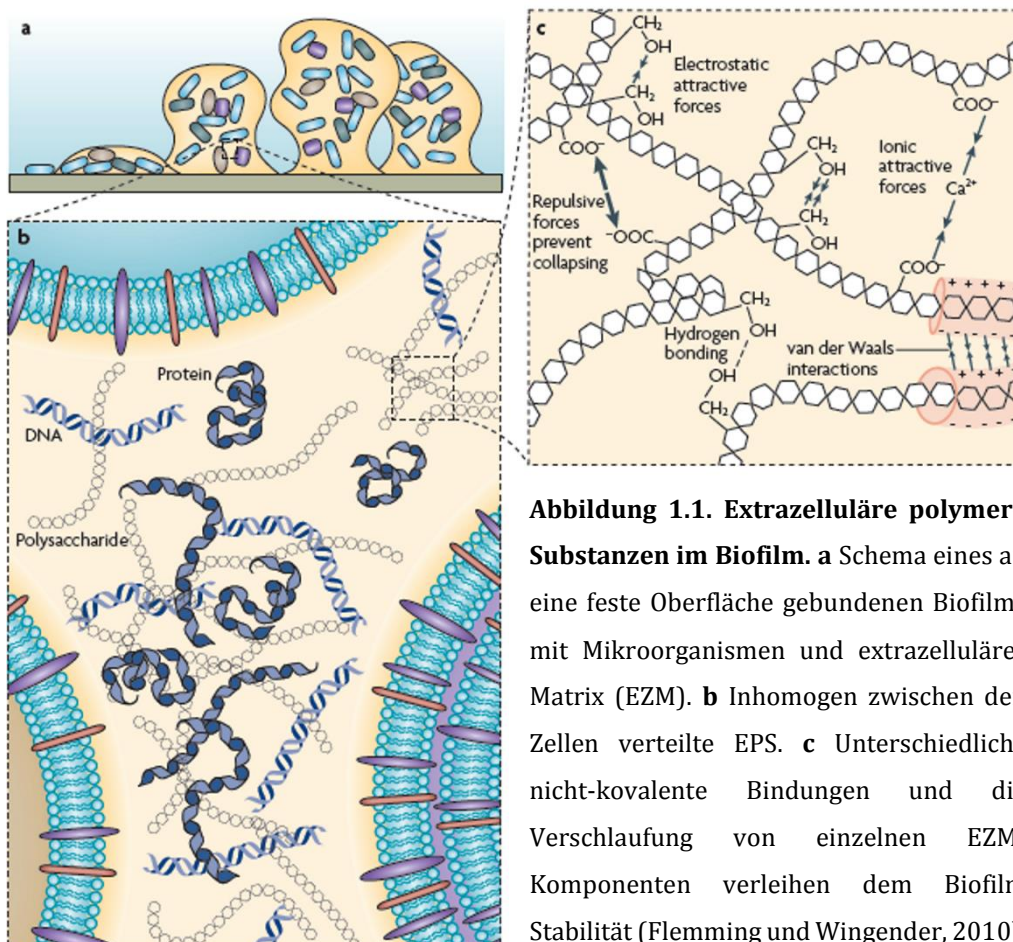 a
b
Protein
DNA
Polysaccharide
c
CH₂
OH
Electrostatic
attractive
forces
CH₂
OH
COO⁻
Repulsive
forces
prevent
collapsing
⁻OOC
CH₂
OH
CH₂
OH
COO⁻
Ionic
attractive
forces
Ca²⁺
COO⁻
+ + + +
- - - -
van der Waals
interactions
+ + + +
- - - -
CH₂
OH
Hydrogen
bonding
OH
CH₂
Abbildung 1.1. Extrazelluläre polymer
Substanzen im Biofilm. a Schema eines a
eine feste Oberfläche gebundenen Biofilm
mit Mikroorganismen und extrazelluläre
Matrix (EZM). b Inhomogen zwischen de
Zellen verteilte EPS. c Unterschiedlich
nicht-kovalente Bindungen und di
Verschlaufung von einzelnen EZM
Komponenten verleihen dem Biofilm
Stabilität (Flemming und Wingender, 2010)